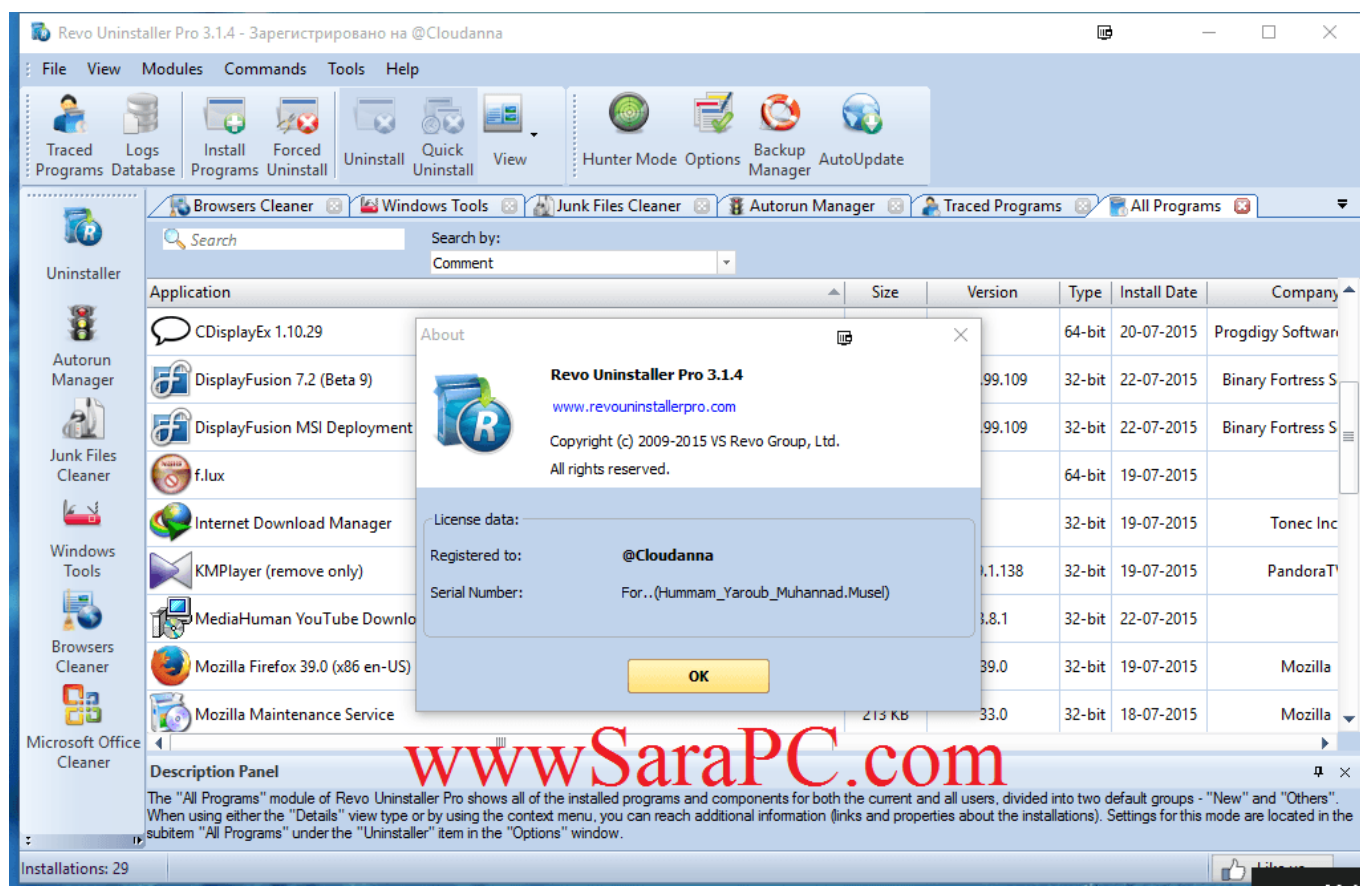 Revo Uninstaller Pro 3.1.4 - Зарегистрировано на @Cloudanna
File View Modules Commands Tools Help
Traced Programs
Logs Database
Install Programs
Forced Uninstall
Uninstall
Quick Uninstall
View
Hunter Mode
Options
Backup Manager
AutoUpdate
Browsers Cleaner Windows Tools Junk Files Cleaner Autorun Manager Traced Programs All Programs
Uninstaller
Autorun Manager
Junk Files Cleaner
Windows Tools
Browsers Cleaner
Microsoft Office Cleaner
Search
Search by:
Comment
Application Size Version Type Install Date Company
CDisplayEx 1.10.29 64-bit 20-07-2015 Progdigy Softwar
DisplayFusion 7.2 (Beta 9) .99.109 32-bit 22-07-2015 Binary Fortress S
DisplayFusion MSI Deployment .99.109 32-bit 22-07-2015 Binary Fortress S
f.lux 64-bit 19-07-2015
Internet Download Manager 32-bit 19-07-2015 Tonec Inc
KMPlayer (remove only) .1.138 32-bit 19-07-2015 PandoraT
MediaHuman YouTube Downlo .8.1 32-bit 22-07-2015
Mozilla Firefox 39.0 (x86 en-US) 39.0 32-bit 19-07-2015 Mozilla
Mozilla Maintenance Service 213 KB 33.0 32-bit 18-07-2015 Mozilla
About
Revo Uninstaller Pro 3.1.4
www.revouninstallerpro.com
Copyright (c) 2009-2015 VS Revo Group, Ltd.
All rights reserved.
License data:
Registered to: @Cloudanna
Serial Number: For..(Hummam_Yaroub_Muhannad.Musel)
OK
wwwSaraPC.com
Description Panel
The "All Programs" module of Revo Uninstaller Pro shows all of the installed programs and components for both the current and all users, divided into two default groups - "New" and "Others".
When using either the "Details" view type or by using the context menu, you can reach additional information (links and properties about the installations). Settings for this mode are located in the
subitem "All Programs" under the "Uninstaller" item in the "Options" window.
Installations: 29